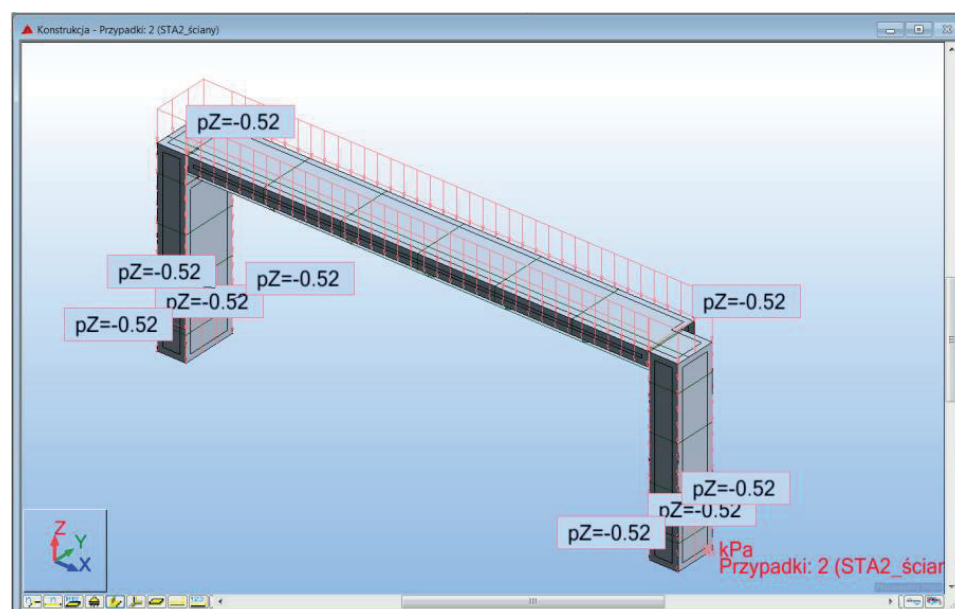 Konstrukcja - Przypadki: 2 (STA2_ściany)
pZ=-0.52
pZ=-0.52
pZ=-0.52
pZ=-0.52
pZ=-0.52
pZ=-0.52
pZ=-0.52
pZ=-0.52
pZ=-0.52
kPa
Przypadki: 2 (STA2_ścian
Z
Y
X